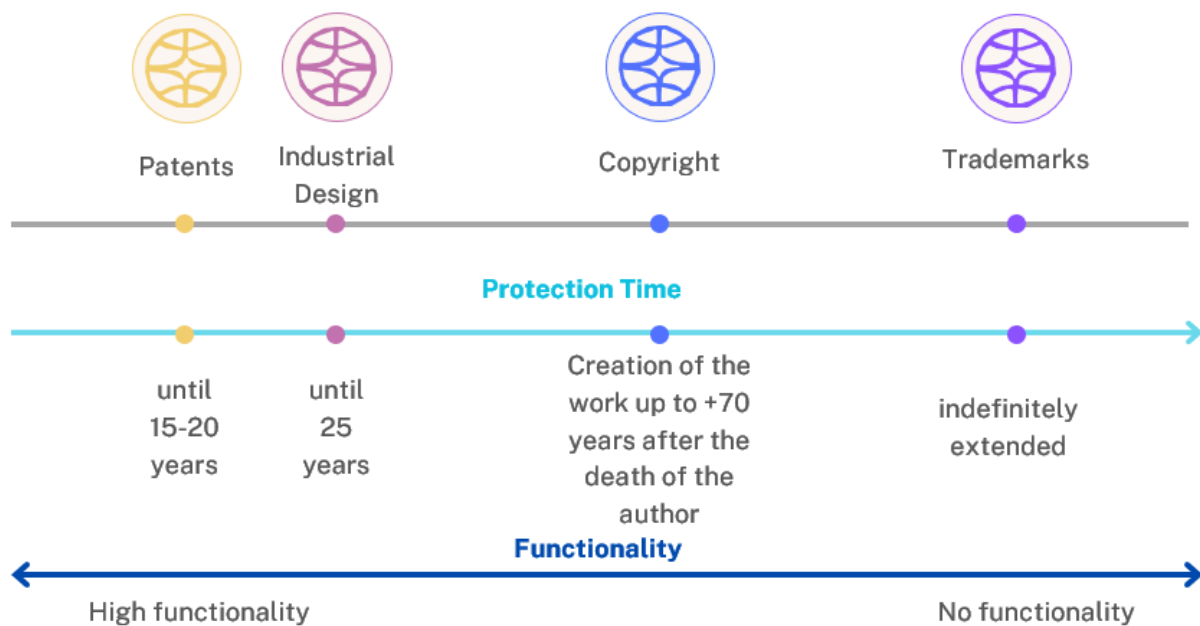 Patents
Industrial
Design
Copyright
Trademarks
Protection Time
until
15-20
years
until
25
years
Creation of the
work up to +70
years after the
death of the
author
indefinitely
extended
Functionality
High functionality
No functionality